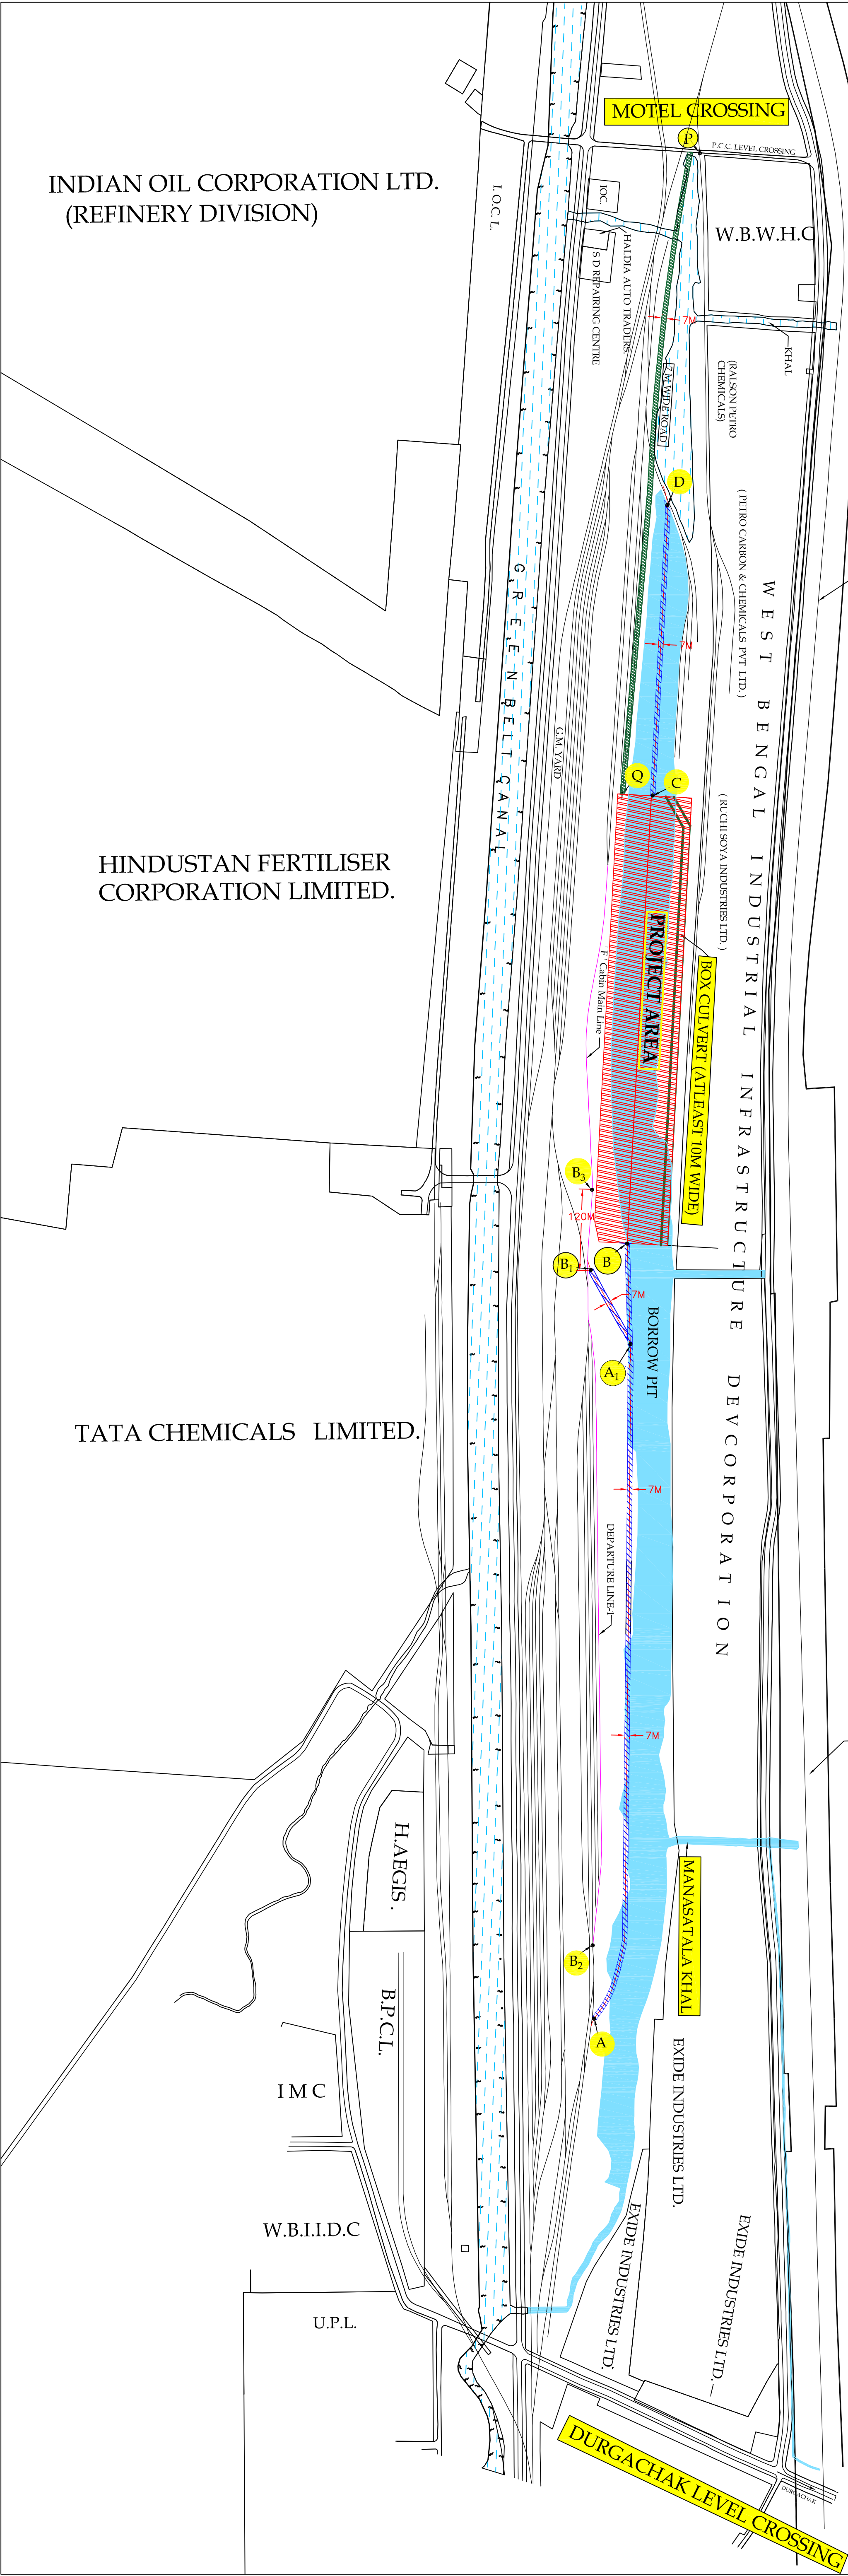 MOTEL CROSSING
P
P.C.C. LEVEL CROSSING
INDIAN OIL CORPORATION LTD.
(REFINERY DIVISION)
I. O.C. L.
IOC.
HALDIA AUTO TRADERS.
S D REPAIRING CENTRE
W.B.W.H.C
KHAL
7M
7.M WIDE ROAD
(RALSON PETRO
CHEMICALS)
D
( PETRO CARBON & CHEMICALS PVT LTD.)
7M
WEST BENGAL INDUSTRIAL INFRASTRUCTURE DEVCORPORATION
GREEN BELT CANAL
G.M. YARD
Q
C
( RUCHI SOYA INDUSTRIES LTD. )
HINDUSTAN FERTILISER
CORPORATION LIMITED.
PROJECT AREA
BOX CULVERT (ATLEAST 10M WIDE)
'F' Cabin Main Line
B3
120M
B
B1
7M
A1
BORROW PIT
TATA CHEMICALS LIMITED.
7M
DEPARTURE LINE-1
7M
H.AEGIS .
MANASATALA KHAL
B2
A
B.P.C.L.
I M C
EXIDE INDUSTRIES LTD.
EXIDE INDUSTRIES LTD.
EXIDE INDUSTRIES LTD.
W.B.I.I.D.C
U.P.L.
DURGACHAK LEVEL CROSSING
DURGACHAK